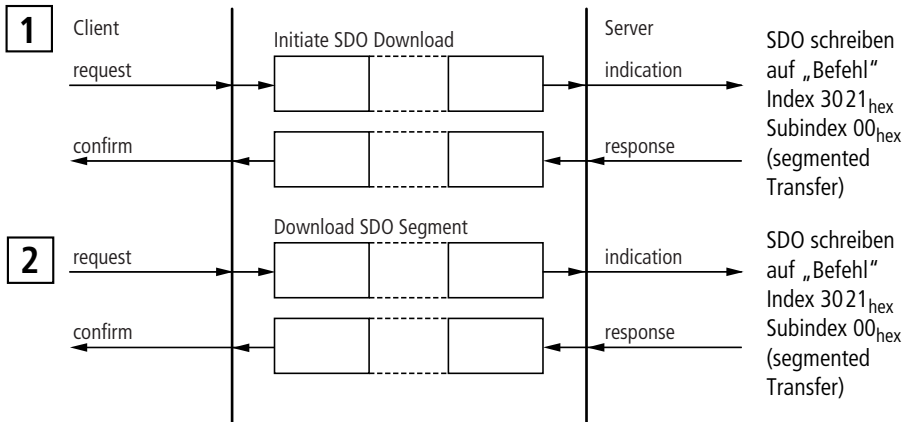 1
Client
Initiate SDO Download
Server
request
indication
confirm
response
SDO schreiben
auf „Befehl"
Index 3021hex
Subindex 00hex
(segmented
Transfer)
2
Download SDO Segment
request
indication
confirm
response
SDO schreiben
auf „Befehl"
Index 3021hex
Subindex 00hex
(segmented
Transfer)